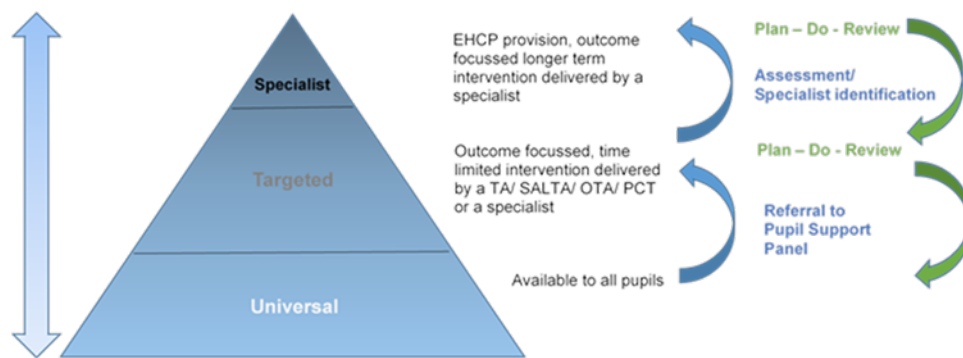 Specialist
Targeted
Universal
EHCP provision, outcome
focussed longer term
intervention delivered by a
specialist
Outcome focussed, time
limited intervention delivered
by a TA/ SALTA/ OTA/ PCT
or a specialist
Available to all pupils
Plan – Do - Review
Assessment/
Specialist identification
Plan – Do - Review
Referral to
Pupil Support
Panel